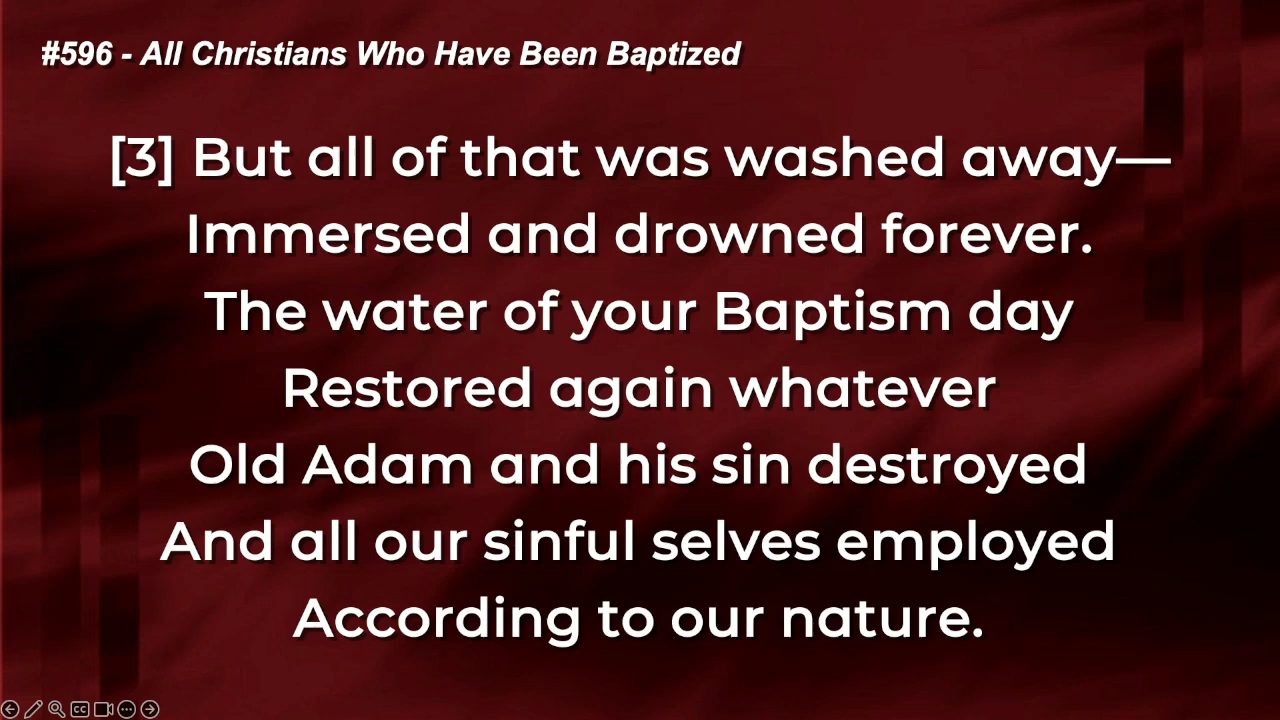 #596 - All Christians Who Have Been Baptized
[3] But all of that was washed away—
Immersed and drowned forever.
The water of your Baptism day
Restored again whatever
Old Adam and his sin destroyed
And all our sinful selves employed
According to our nature.
CC